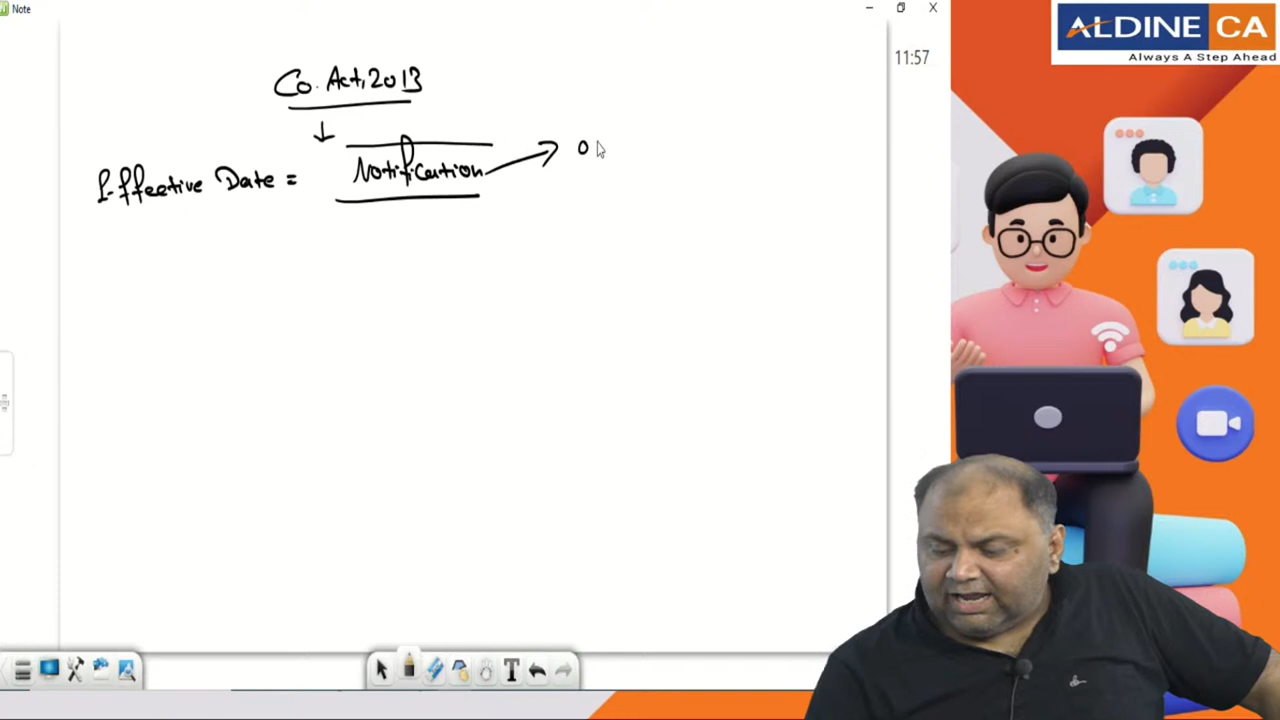 Note
ALDINE CA
Always A Step Ahead
11:57
Co. Act, 2013
Effective Date = Notification → 0
T